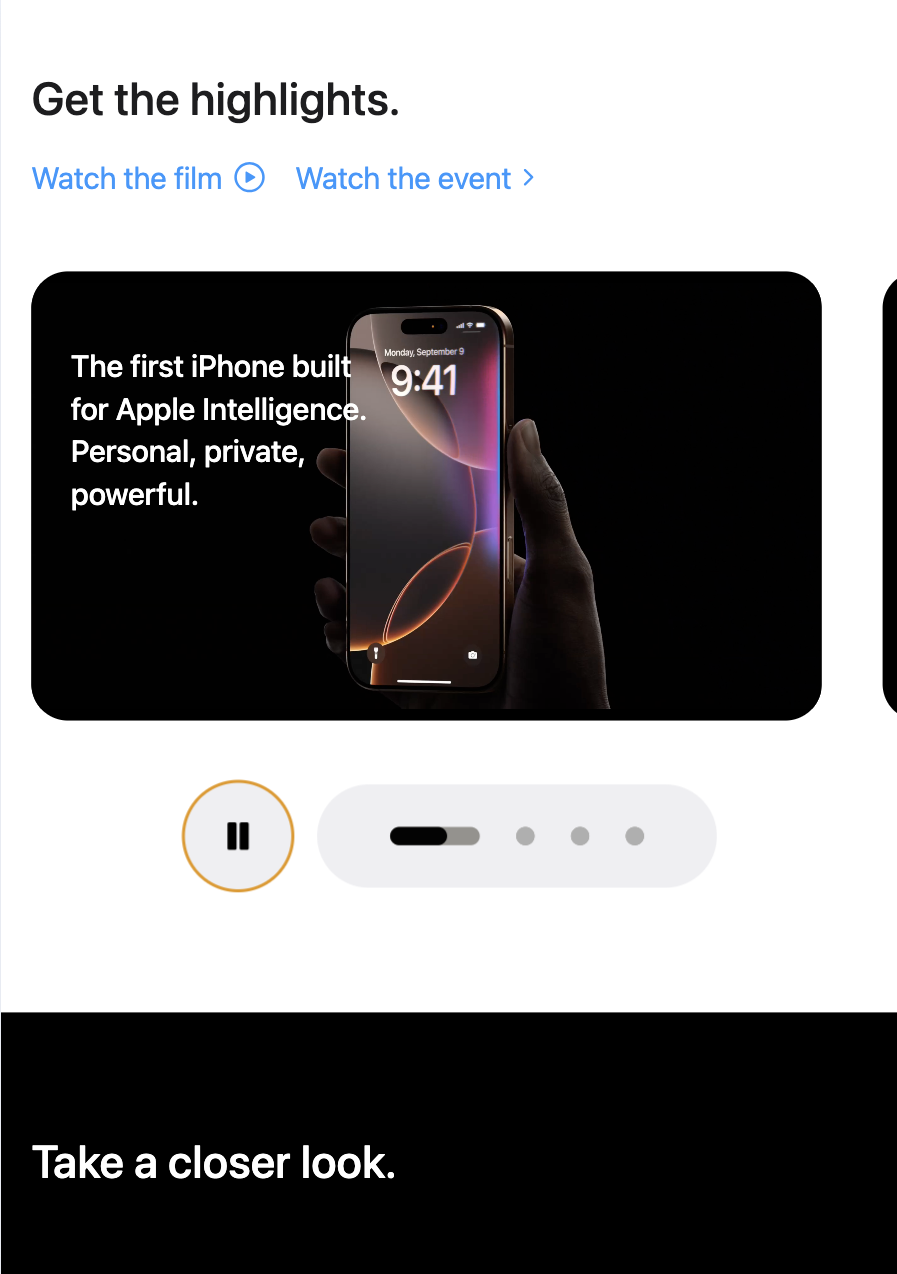 Get the highlights.
Watch the film Watch the event
The first iPhone built
for Apple Intelligence.
Personal, private,
powerful.
Monday, September 9
9:41
Take a closer look.